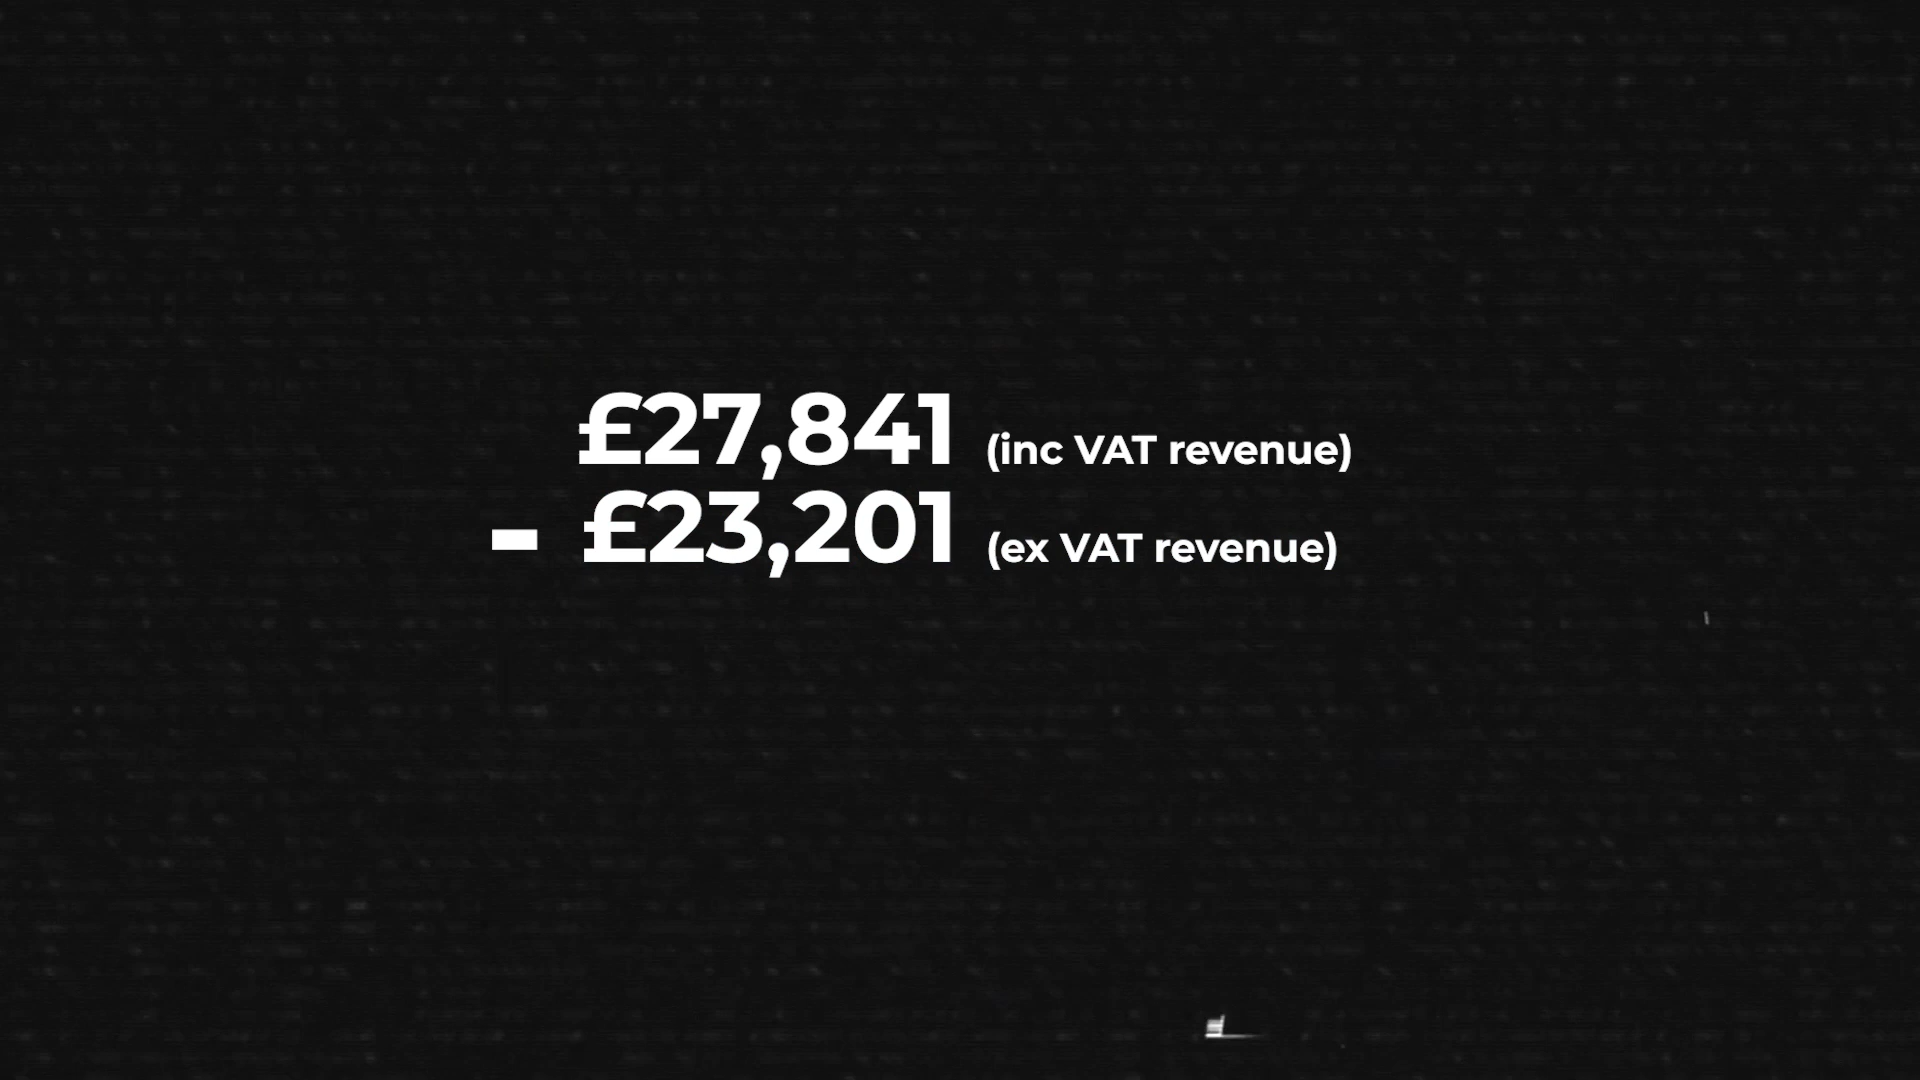 £27,841 (inc VAT revenue)
- £23,201 (ex VAT revenue)